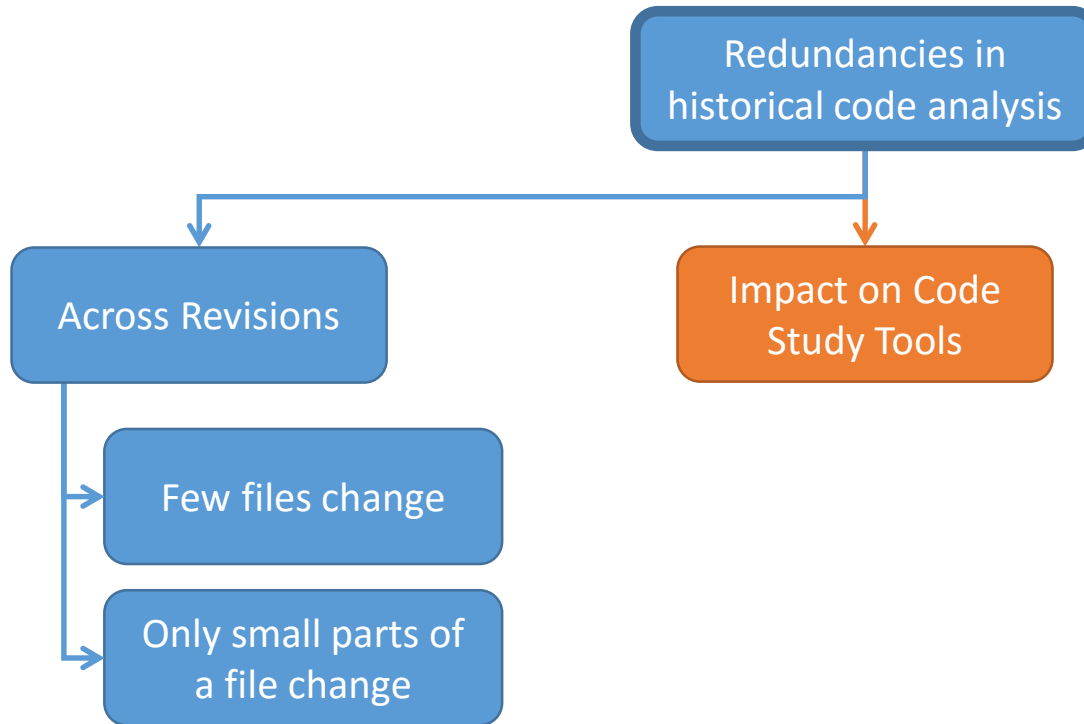 Redundancies in
historical code analysis
Across Revisions
Impact on Code
Study Tools
Few files change
Only small parts of
a file change